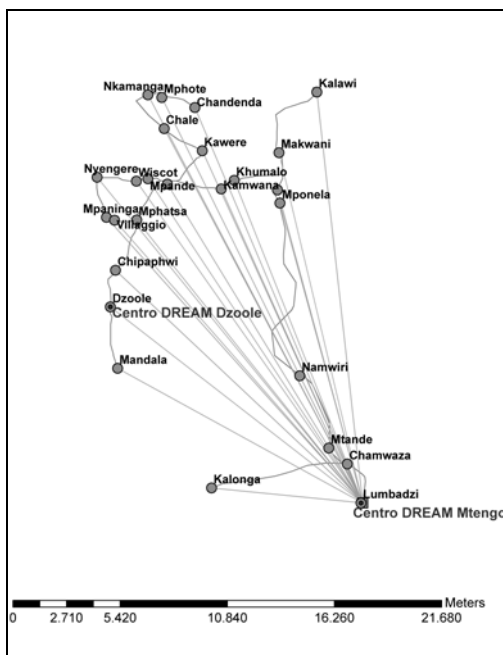 Nkamanga Mphote
Kalawi
Chandenda
Chale
Kawere
Makwani
Nyengere
Wiscot
Khumalo
Mpande
Kamwana
Mponela
Mpaninga Mphatsa
Villaggio
Chipaphwi
Dzoole
Centro DREAM Dzoole
Mandala
Namwiri
Mtande
Chamwaza
Kalonga
Lumbadzi
Centro DREAM Mtengo
Meters
0 2.710 5.420 10.840 16.260 21.680